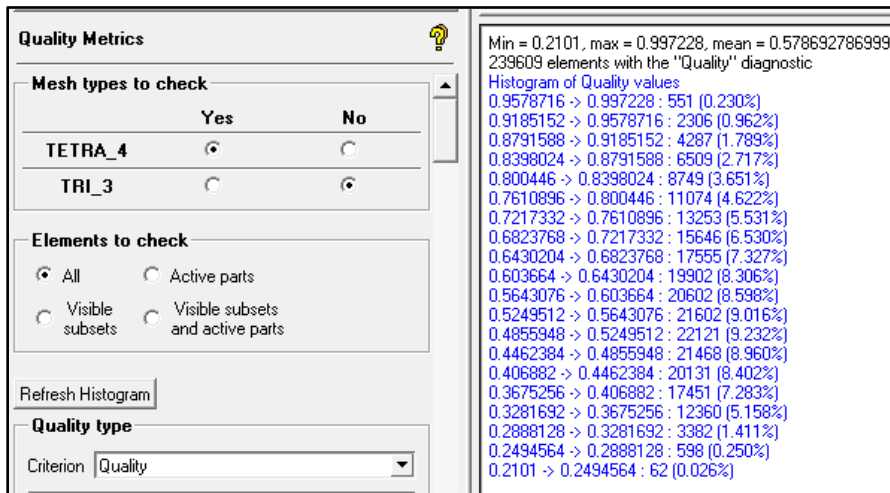 Quality Metrics
Mesh types to check
Yes No
TETRA_4
TRI_3
Elements to check
All Active parts
Visible subsets Visible subsets and active parts
Refresh Histogram
Quality type
Criterion Quality
Min = 0.2101, max = 0.997228, mean = 0.578692786999
239609 elements with the "Quality" diagnostic
Histogram of Quality values
0.9578716 -> 0.997228 : 551 (0.230%)
0.9185152 -> 0.9578716 : 2306 (0.962%)
0.8791588 -> 0.9185152 : 4287 (1.789%)
0.8398024 -> 0.8791588 : 6509 (2.717%)
0.800446 -> 0.8398024 : 8749 (3.651%)
0.7610896 -> 0.800446 : 11074 (4.622%)
0.7217332 -> 0.7610896 : 13253 (5.531%)
0.6823768 -> 0.7217332 : 15646 (6.530%)
0.6430204 -> 0.6823768 : 17555 (7.327%)
0.603664 -> 0.6430204 : 19902 (8.306%)
0.5643076 -> 0.603664 : 20602 (8.598%)
0.5249512 -> 0.5643076 : 21602 (9.016%)
0.4855948 -> 0.5249512 : 22121 (9.232%)
0.4462384 -> 0.4855948 : 21468 (8.960%)
0.406882 -> 0.4462384 : 20131 (8.402%)
0.3675256 -> 0.406882 : 17451 (7.283%)
0.3281692 -> 0.3675256 : 12360 (5.158%)
0.2888128 -> 0.3281692 : 3382 (1.411%)
0.2494564 -> 0.2888128 : 598 (0.250%)
0.2101 -> 0.2494564 : 62 (0.026%)